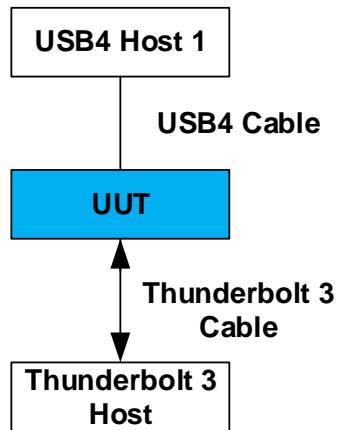 USB4 Host 1
USB4 Cable
UUT
Thunderbolt 3
Cable
Thunderbolt 3
Host